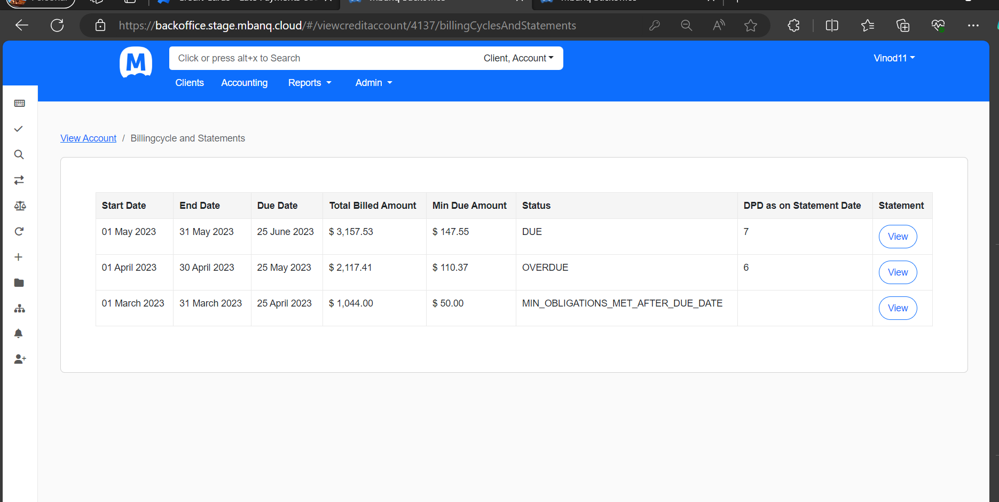 https://backoffice.stage.mbanq.cloud/#/viewcreditaccount/4137/billingCyclesAndStatements
M
Click or press alt+x to Search
Client, Account
Vinod11
Clients
Accounting
Reports
Admin
View Account / Billingcycle and Statements
Start Date End Date Due Date Total Billed Amount Min Due Amount Status DPD as on Statement Date Statement
01 May 2023 31 May 2023 25 June 2023 $ 3,157.53 $ 147.55 DUE 7 View
01 April 2023 30 April 2023 25 May 2023 $ 2,117.41 $ 110.37 OVERDUE 6 View
01 March 2023 31 March 2023 25 April 2023 $ 1,044.00 $ 50.00 MIN_OBLIGATIONS_MET_AFTER_DUE_DATE View